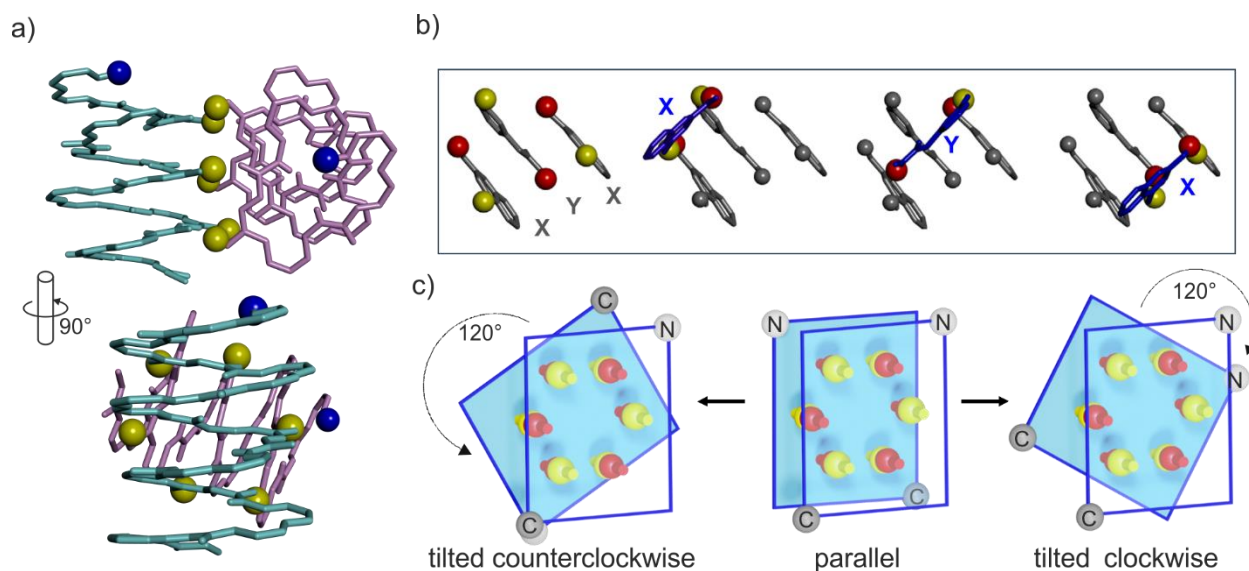 a)
90°
b)
X Y X
X
Y
X
c)
120°
C
N
C
tilted counterclockwise
N
N
C
C
parallel
120°
N
N
C
C
tilted clockwise